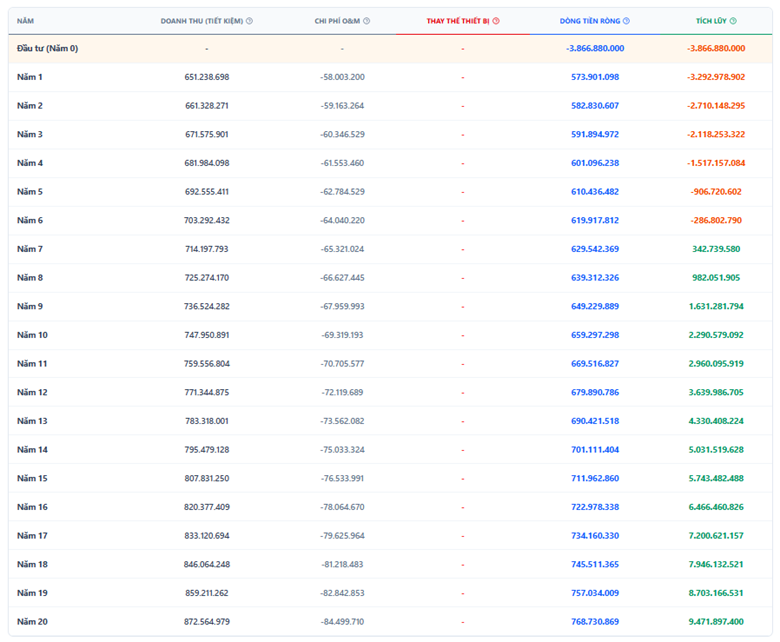 NĂM DOANH THU (TIẾT KIỆM) CHI PHÍ O&M THAY THẾ THIẾT BỊ DÒNG TIỀN RÒNG TÍCH LŨY
Đầu tư (Năm 0) - - - -3.866.880.000 -3.866.880.000
Năm 1 651.238.698 -58.003.200 - 573.901.098 -3.292.978.902
Năm 2 661.328.271 -59.163.264 - 582.830.607 -2.710.148.295
Năm 3 671.575.901 -60.346.529 - 591.894.972 -2.118.253.322
Năm 4 681.984.098 -61.553.460 - 601.096.238 -1.517.157.084
Năm 5 692.555.411 -62.784.529 - 610.436.482 -906.720.602
Năm 6 703.292.432 -64.040.220 - 619.917.812 -286.802.790
Năm 7 714.197.793 -65.321.024 - 629.542.369 342.739.580
Năm 8 725.274.170 -66.627.445 - 639.312.326 982.051.905
Năm 9 736.524.282 -67.959.993 - 649.229.889 1.631.281.794
Năm 10 747.950.891 -69.319.193 - 659.297.298 2.290.579.092
Năm 11 759.556.804 -70.705.577 - 669.516.827 2.960.095.919
Năm 12 771.344.875 -72.119.689 - 679.890.786 3.639.986.705
Năm 13 783.318.001 -73.562.082 - 690.421.518 4.330.408.224
Năm 14 795.479.128 -75.033.324 - 701.111.404 5.031.519.628
Năm 15 807.831.250 -76.533.991 - 711.962.860 5.743.482.488
Năm 16 820.377.409 -78.064.670 - 722.978.338 6.466.460.826
Năm 17 833.120.694 -79.625.964 - 734.160.330 7.200.621.157
Năm 18 846.064.248 -81.218.483 - 745.511.365 7.946.132.521
Năm 19 859.211.262 -82.842.853 - 757.034.009 8.703.166.531
Năm 20 872.564.979 -84.499.710 - 768.730.869 9.471.897.400